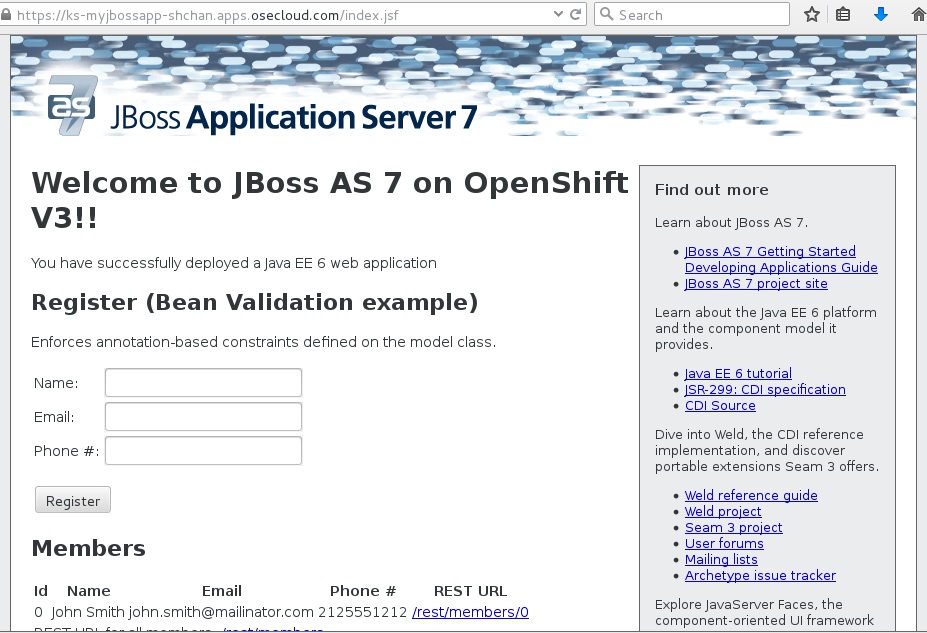 https://ks-myjbossapp-shchan.apps.osecloud.com/index.jsf
Search
as
7
JBoss Application Server 7
Welcome to JBoss AS 7 on OpenShift
V3!!
You have successfully deployed a Java EE 6 web application
Register (Bean Validation example)
Enforces annotation-based constraints defined on the model class.
Name:
Email:
Phone #:
Register
Members
Id Name Email Phone # REST URL
0 John Smith john.smith@mailinator.com 2125551212 /rest/members/0
REST URL for all members: /rest/members
Find out more
Learn about JBoss AS 7.
• JBoss AS 7 Getting Started
Developing Applications Guide
• JBoss AS 7 project site
Learn about the Java EE 6 platform
and the component model it
provides.
• Java EE 6 tutorial
• JSR-299: CDI specification
• CDI Source
Dive into Weld, the CDI reference
implementation, and discover
portable extensions Seam 3 offers.
• Weld reference guide
• Weld project
• Seam 3 project
• User forums
• Mailing lists
• Archetype issue tracker
Explore JavaServer Faces, the
component-oriented UI framework